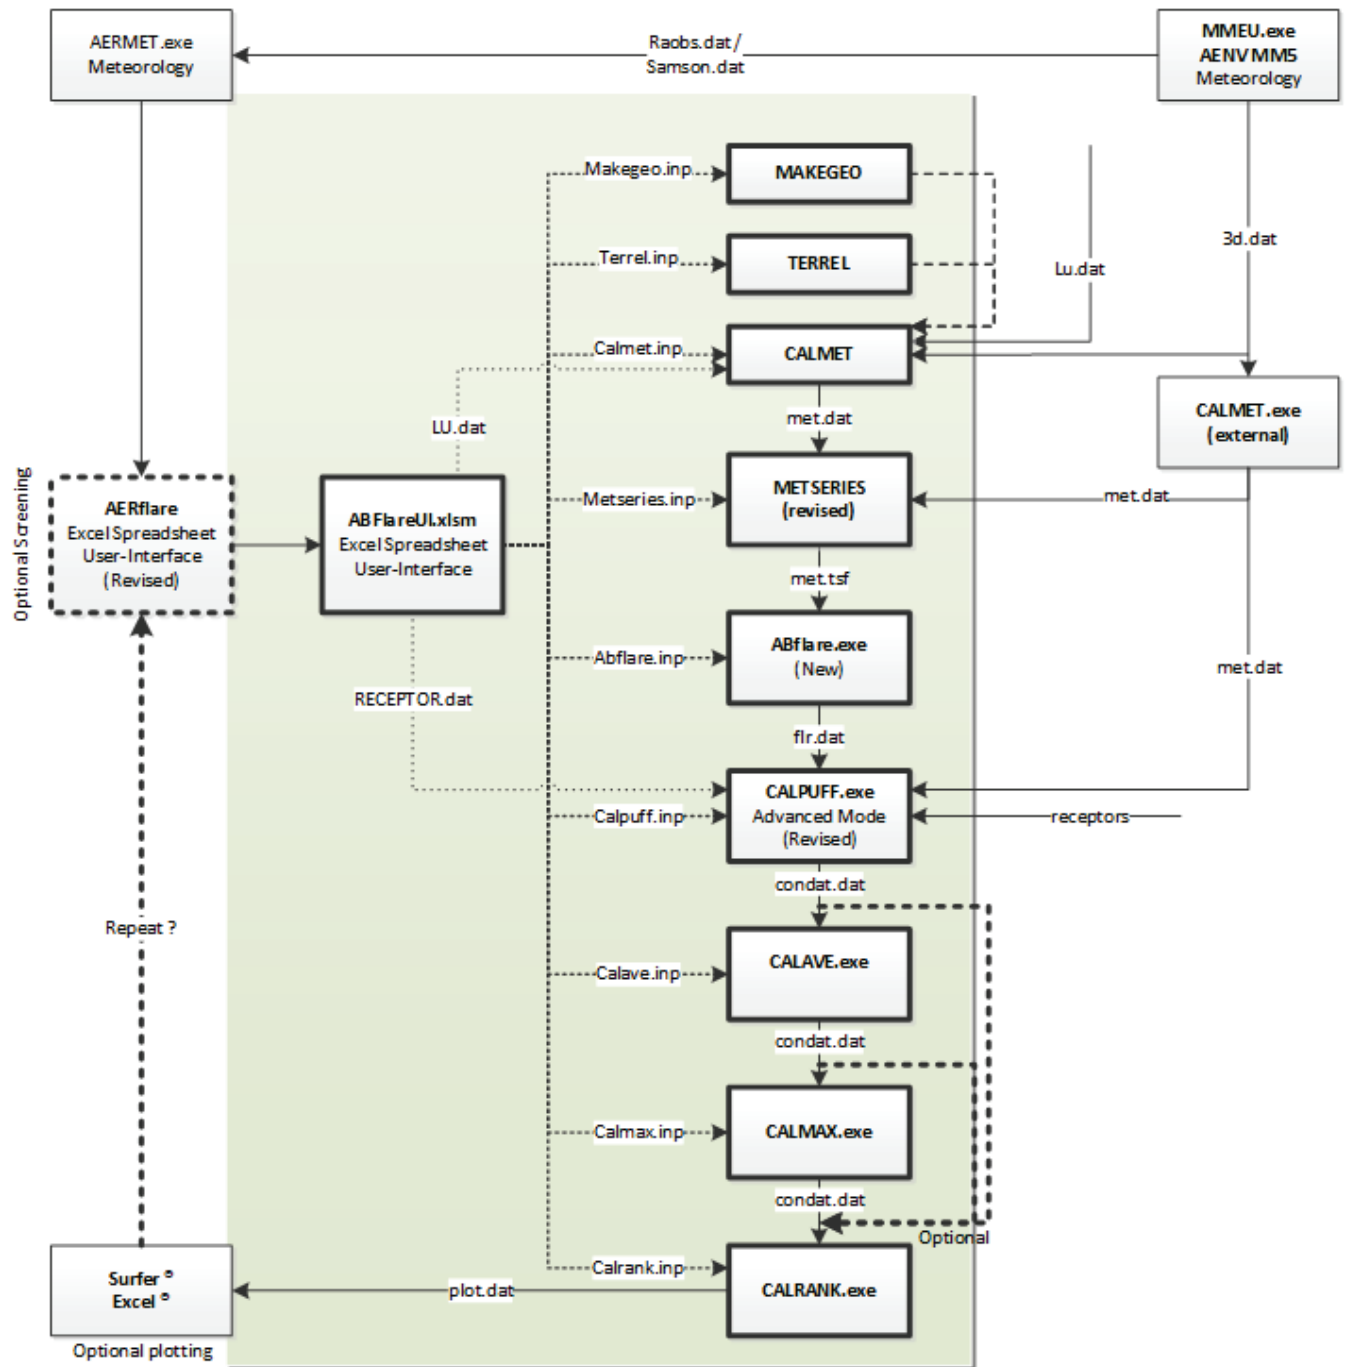 AERMET.exe
Meteorology
Raobs.dat/
Samson.dat
MMEU.exe
AENV MM5
Meteorology
Makegeo.inp
MAKEGEO
3d.dat
Terrel.inp
TERREL
Lu.dat
Calmet.inp
CALMET
LU.dat
met.dat
CALMET.exe
(external)
Optional Screening
AERflare
Excel Spreadsheet
User-Interface
(Revised)
ABFlareUI.xlsm
Excel Spreadsheet
User-Interface
Metseries.inp
METSERIES
(revised)
met.dat
met.tsf
Abflare.inp
ABflare.exe
(New)
met.dat
RECEPTOR.dat
flr.dat
Calpuff.inp
CALPUFF.exe
Advanced Mode
(Revised)
receptors
condat.dat
Repeat ?
Calave.inp
CALAVE.exe
condat.dat
Calmax.inp
CALMAX.exe
condat.dat
Optional
Surfer ©
Excel ©
plot.dat
Calrank.inp
CALRANK.exe
Optional plotting